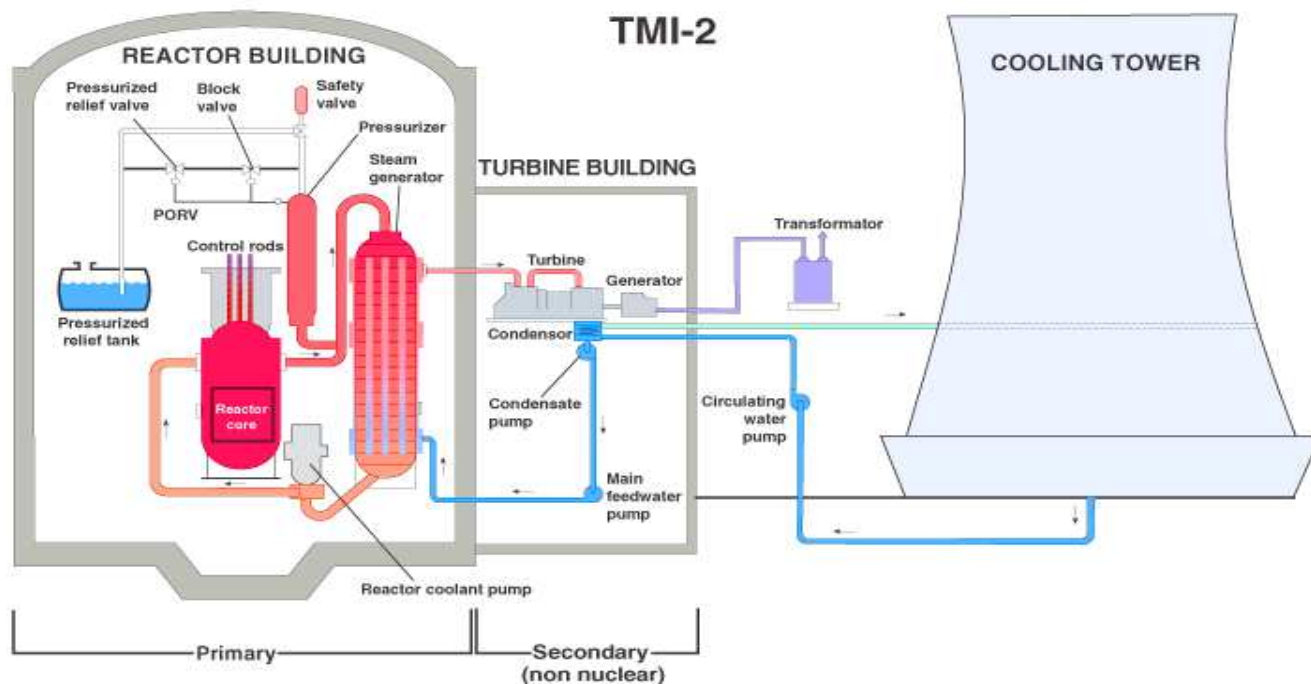 TMI-2
REACTOR BUILDING
COOLING TOWER
Pressurized
relief valve
Block
valve
Safety
valve
Pressurizer
Steam
generator
TURBINE BUILDING
PORV
Control rods
Transformator
Turbine
Generator
Pressurized
relief tank
Condensor
Reactor
core
Condensate
pump
Circulating
water
pump
Main
feedwater
pump
Reactor coolant pump
Primary
Secondary
(non nuclear)